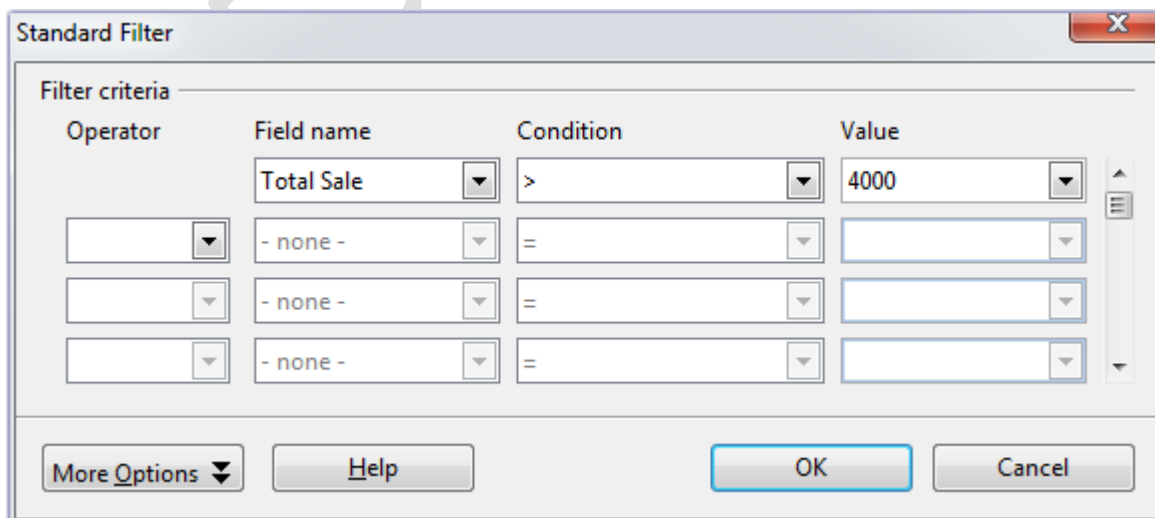 Standard Filter
Filter criteria
Operator Field name Condition Value
Total Sale > 4000
- none - =
- none - =
- none - =
More Options Help OK Cancel